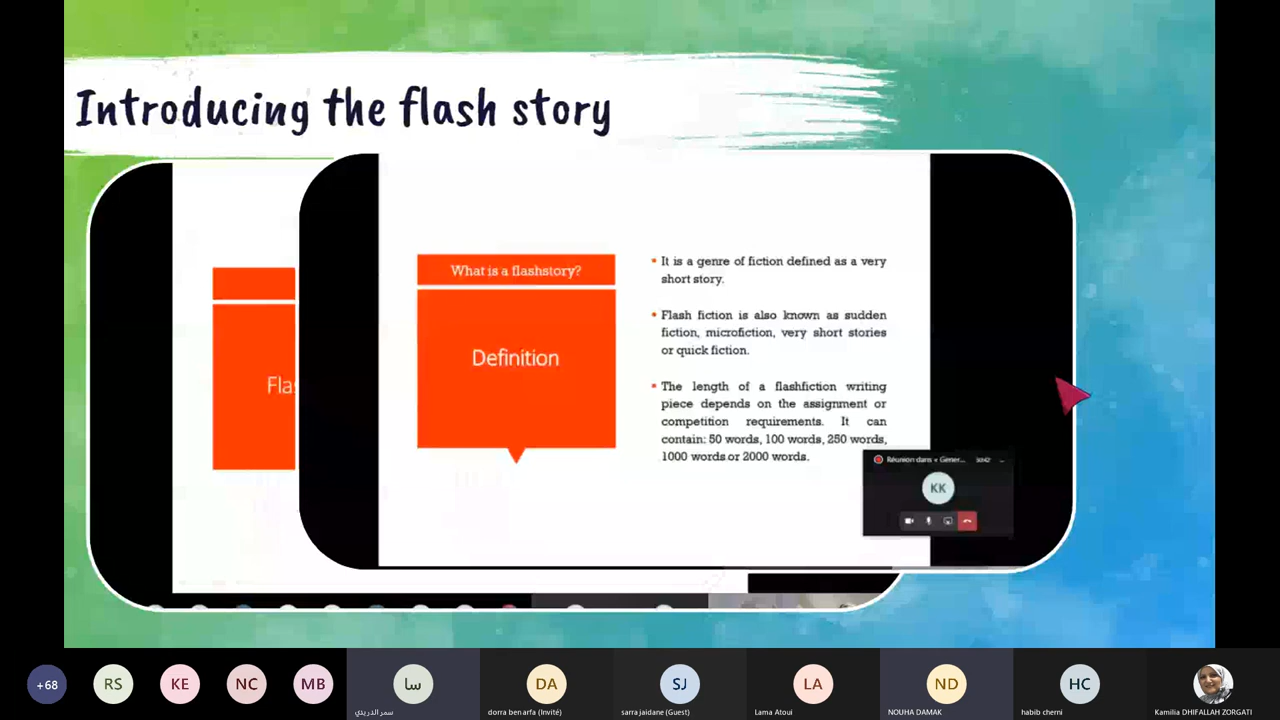 Introducing the flash story
Fla
What is a flashstory?
Definition
• It is a genre of fiction defined as a very
short story.
• Flash fiction is also known as sudden
fiction, microfiction, very short stories
or quick fiction.
• The length of a flashfiction writing
piece depends on the assignment or
competition requirements. It can
contain: 50 words, 100 words, 250 words,
1000 words or 2000 words.
Réunion dans « Gener...
KK
+68
RS
KE
NC
MB
سا
DA
SJ
LA
ND
HC
سمر الدريدي
dorra ben arfa (Invité)
sarra jaidane (Guest)
Lama Atoui
NOUHA DAMAK
habib cherni
Kamilia DHIFALLAH ZORGATI